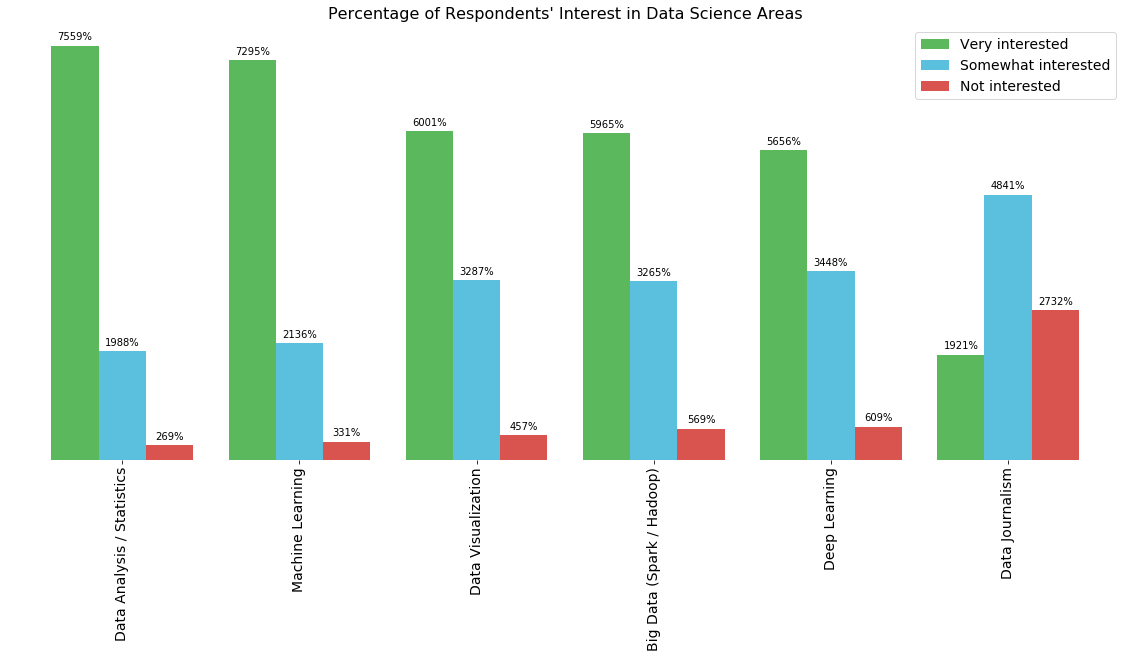 Percentage of Respondents' Interest in Data Science Areas
Very interested
Somewhat interested
Not interested
7559%
1988%
269%
7295%
2136%
331%
6001%
3287%
457%
5965%
3265%
569%
5656%
3448%
609%
1921%
4841%
2732%
Data Analysis / Statistics
Machine Learning
Data Visualization
Big Data (Spark / Hadoop)
Deep Learning
Data Journalism